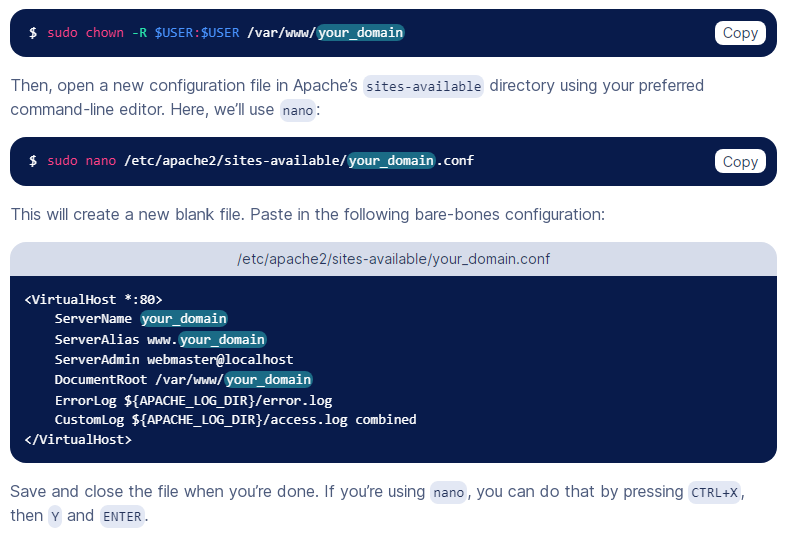 $ sudo chown -R $USER:$USER /var/www/your_domain
Copy
Then, open a new configuration file in Apache’s sites-available directory using your preferred
command-line editor. Here, we’ll use nano:
$ sudo nano /etc/apache2/sites-available/your_domain.conf
Copy
This will create a new blank file. Paste in the following bare-bones configuration:
/etc/apache2/sites-available/your_domain.conf
<VirtualHost *:80>
    ServerName your_domain
    ServerAlias www.your_domain
    ServerAdmin webmaster@localhost
    DocumentRoot /var/www/your_domain
    ErrorLog ${APACHE_LOG_DIR}/error.log
    CustomLog ${APACHE_LOG_DIR}/access.log combined
</VirtualHost>
Save and close the file when you’re done. If you’re using nano, you can do that by pressing CTRL+X,
then Y and ENTER.